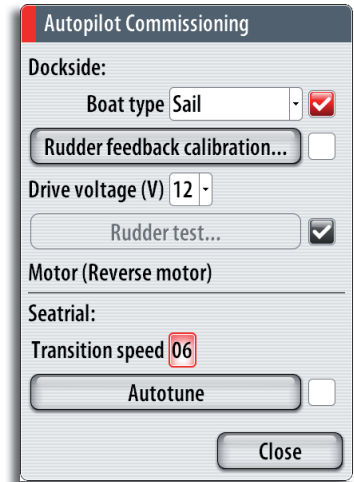 Autopilot Commissioning
Dockside:
Boat type Sail
Rudder feedback calibration...
Drive voltage (V) 12
Rudder test...
Motor (Reverse motor)
Seatrial:
Transition speed 06
Autotune
Close